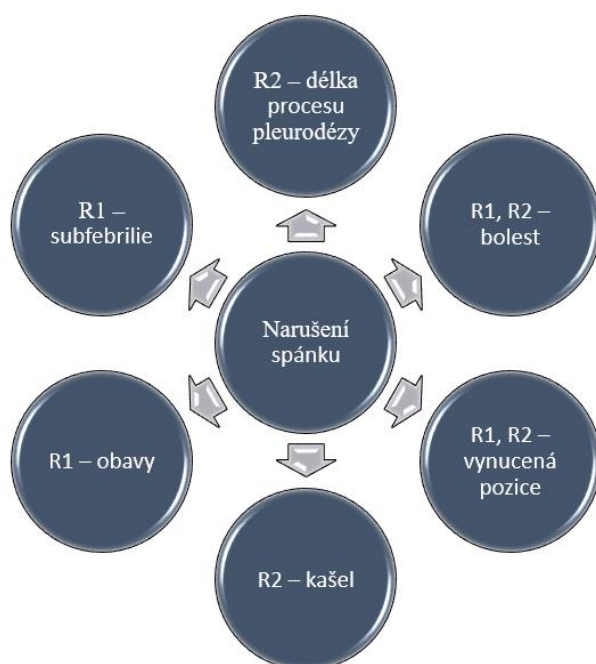 R2 – délka
procesu
pleurodézy
R1 –
subfebrilie
R1, R2 –
bolest
Narušení
spánku
R1 – obavy
R1, R2 –
vynucená
pozice
R2 – kašel